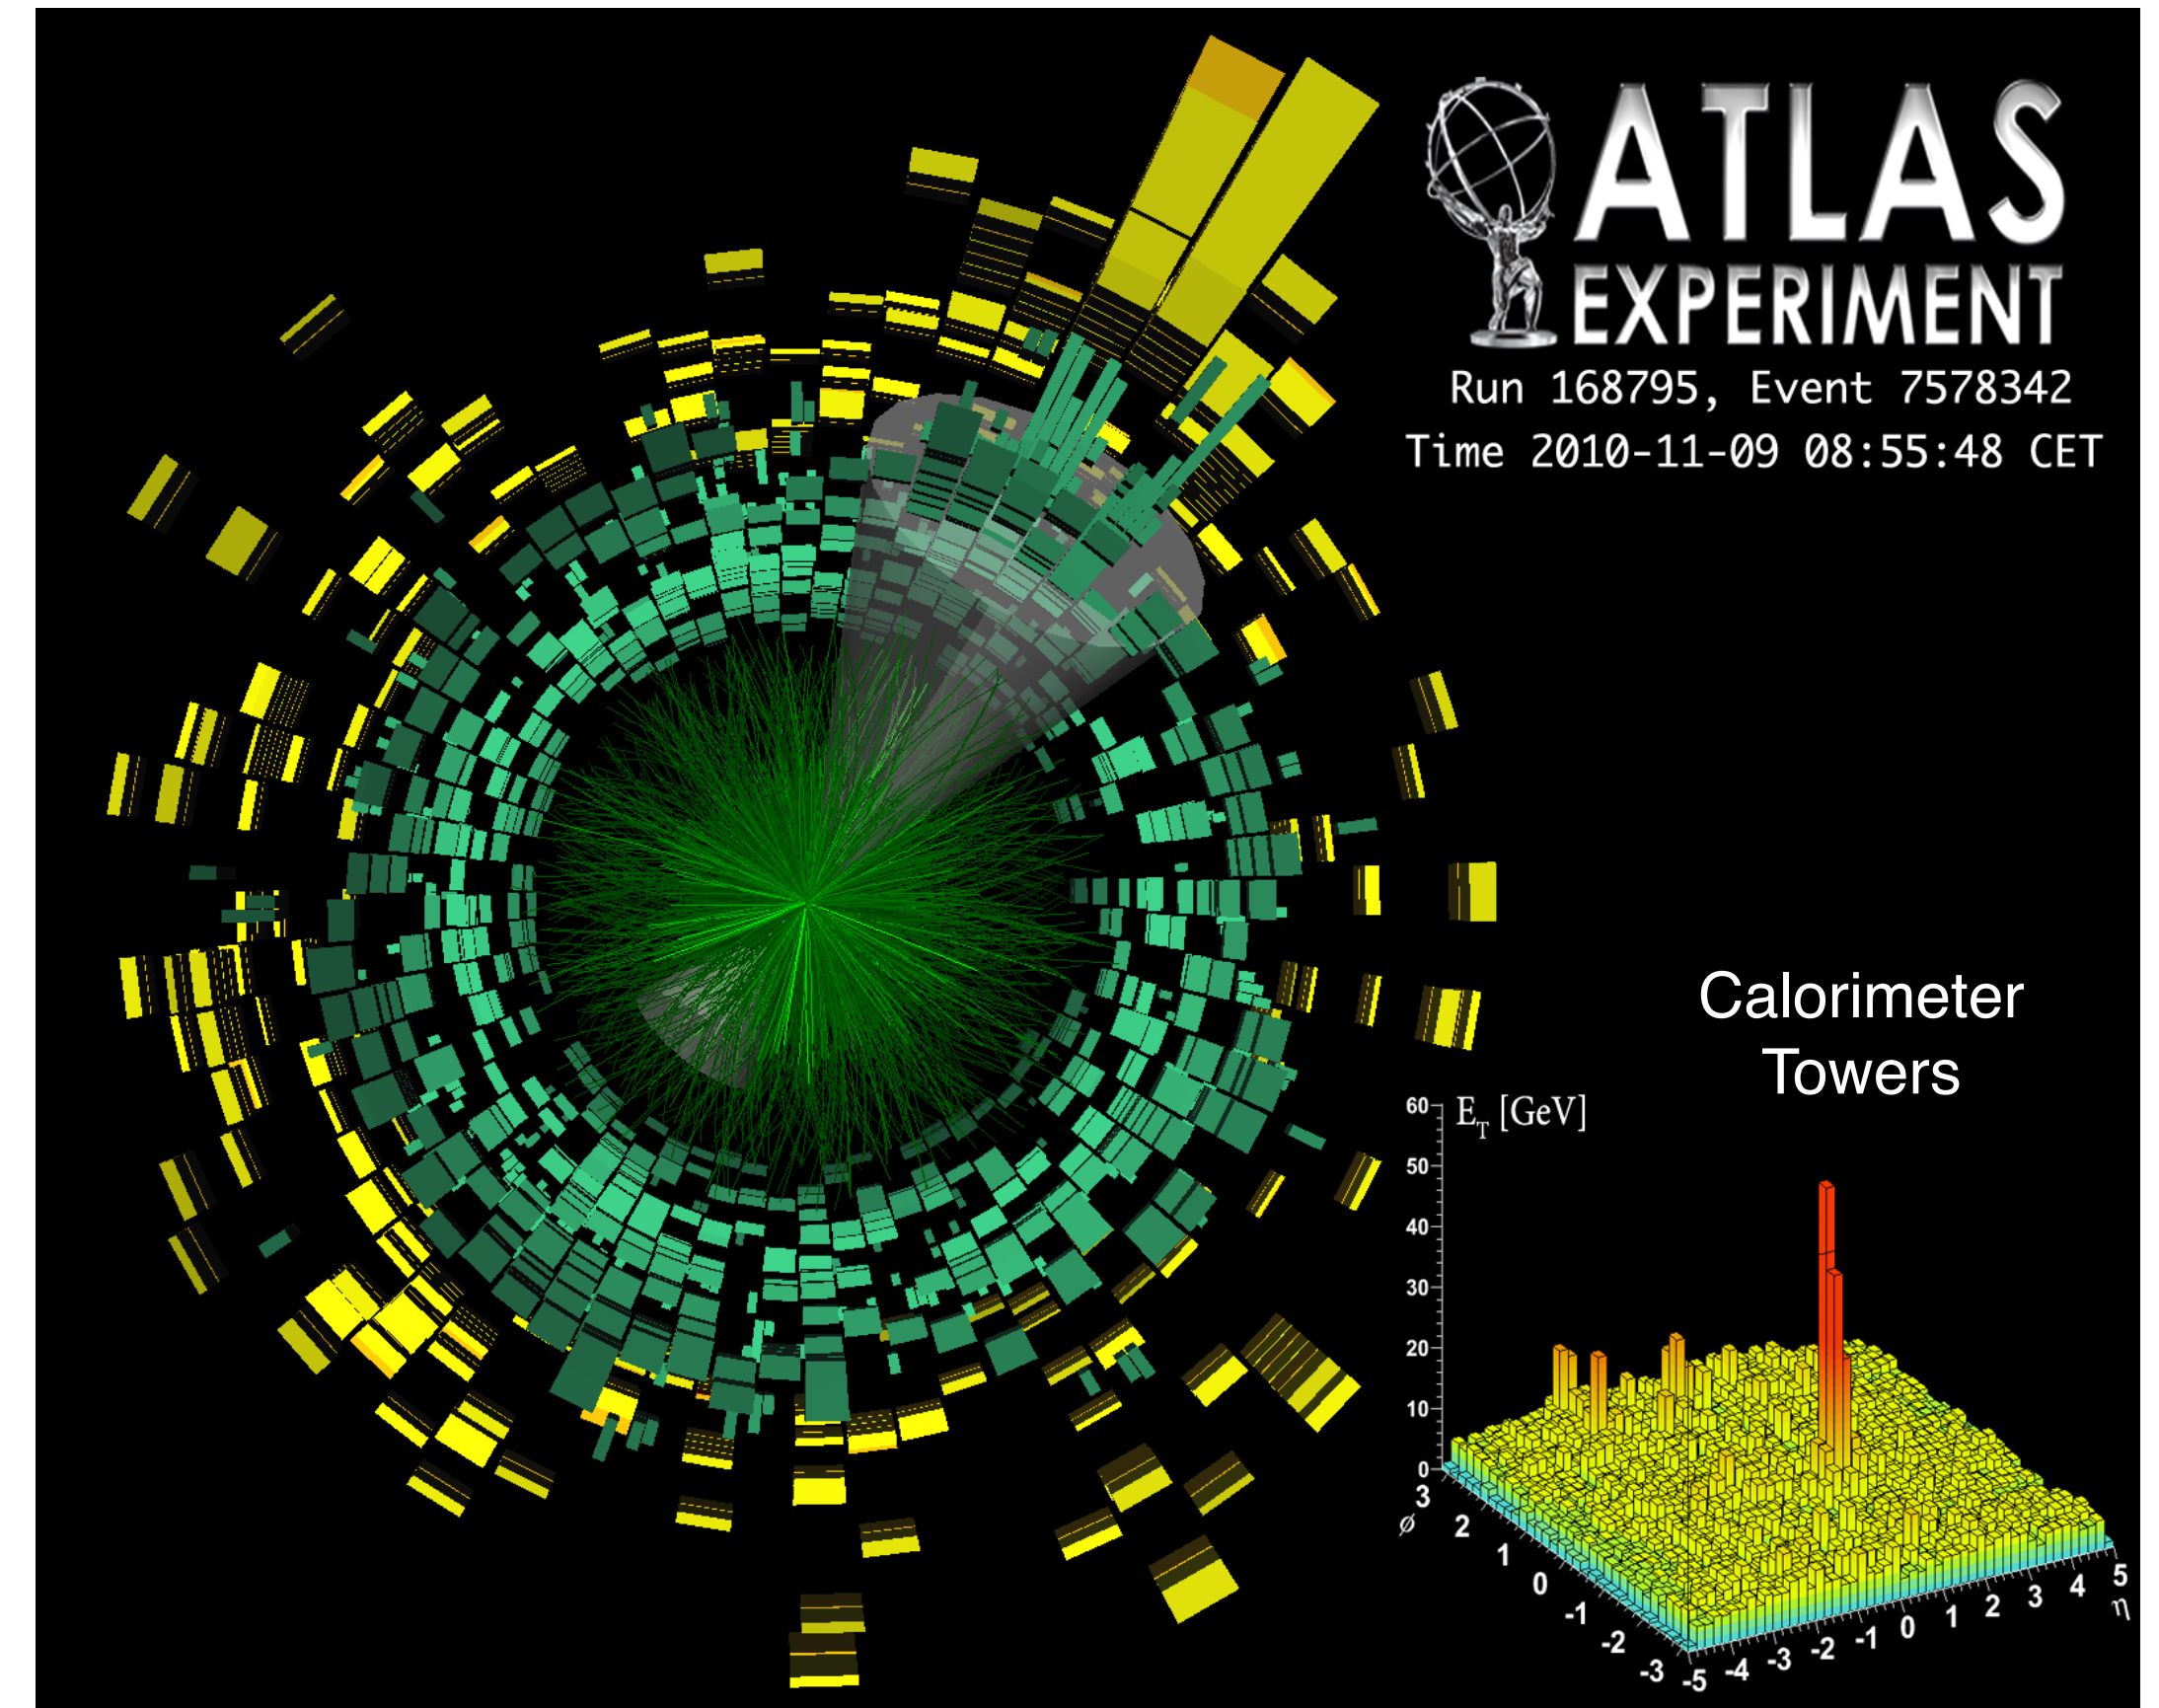 ATLAS
EXPERIMENT
Run 168795, Event 7578342
Time 2010-11-09 08:55:48 CET
Calorimeter
Towers
E_T [GeV]
60
50
40
30
20
10
0
3
2
1
0
-1
-2
-3
ø
-5 -4 -3 -2 -1 0 1 2 3 4 5
η